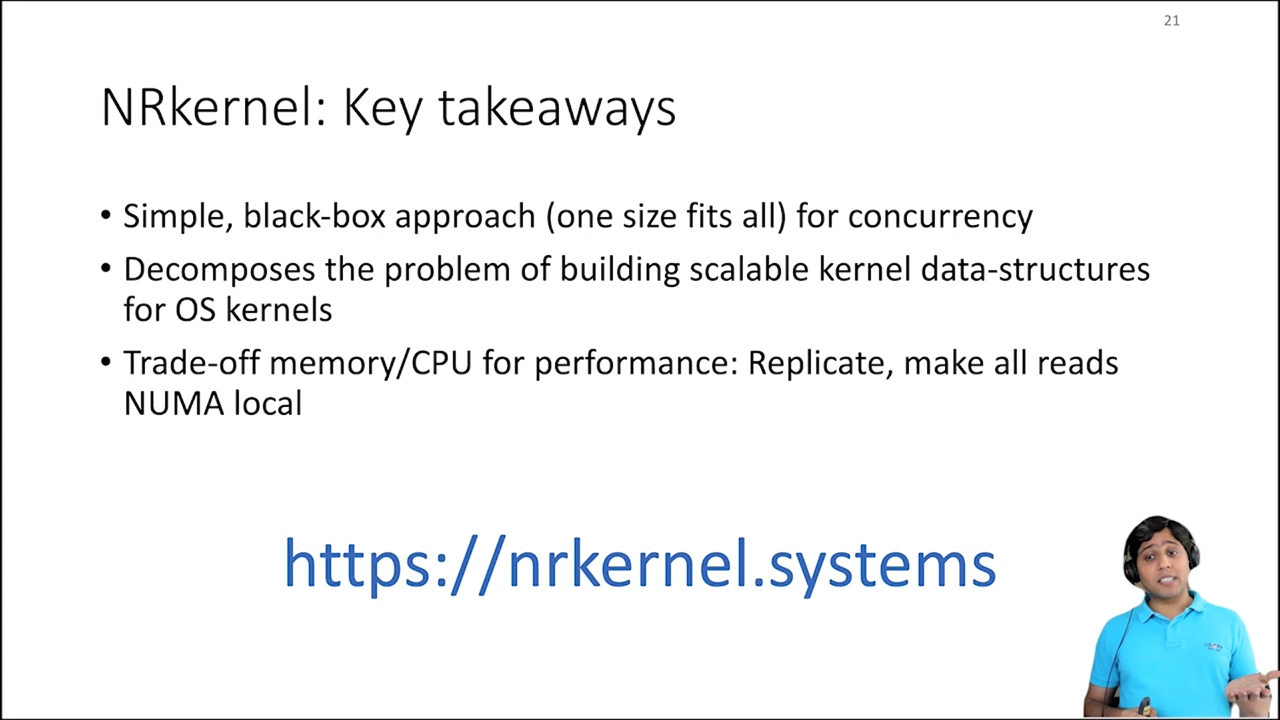 21
NRkernel: Key takeaways
• Simple, black-box approach (one size fits all) for concurrency
• Decomposes the problem of building scalable kernel data-structures
for OS kernels
• Trade-off memory/CPU for performance: Replicate, make all reads
NUMA local
https://nrkernel.systems